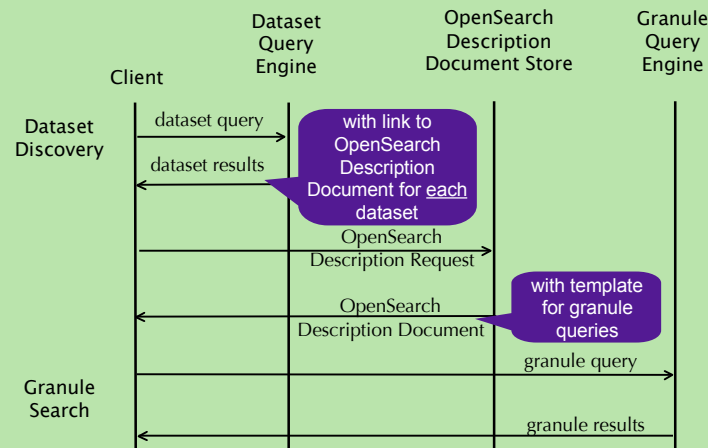 Dataset
Query
Engine
OpenSearch
Description
Document Store
Granule
Query
Engine
Client
Dataset
Discovery
dataset query
dataset results
with link to
OpenSearch
Description
Document for each
dataset
OpenSearch
Description Request
with template
for granule
queries
OpenSearch
Description Document
granule query
Granule
Search
granule results